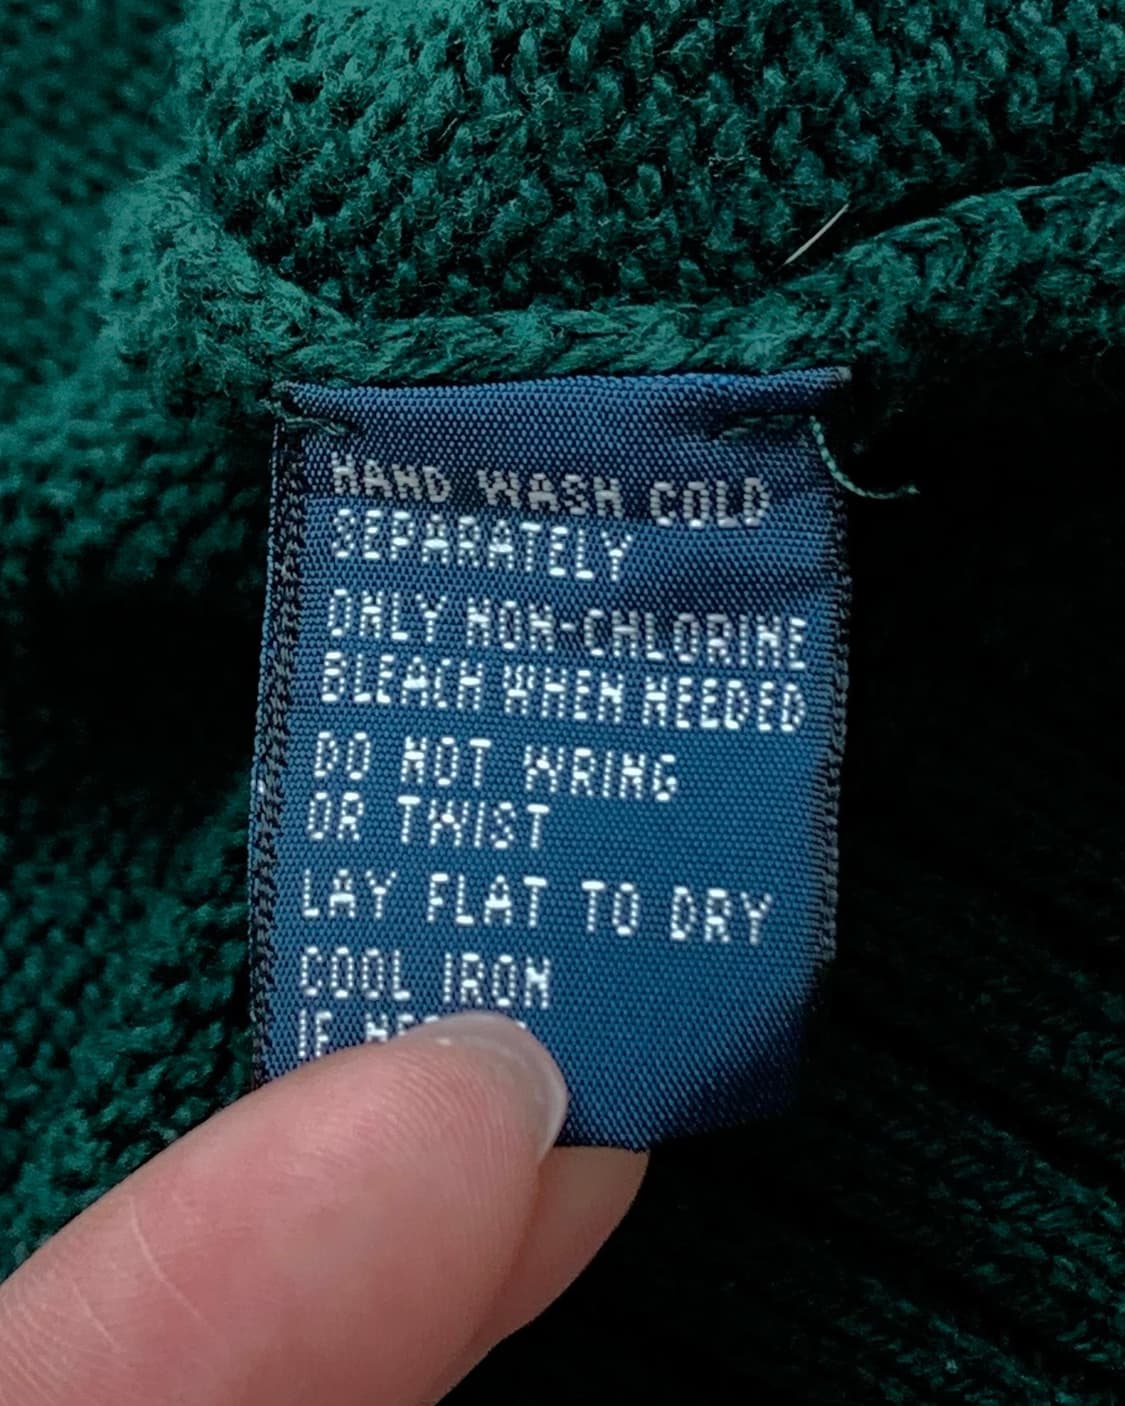 HAND WASH COLD
SEPARATELY
ONLY NON-CHLORINE
BLEACH WHEN NEEDED
DO NOT WRING
OR TWIST
LAY FLAT TO DRY
COOL IRON
IF